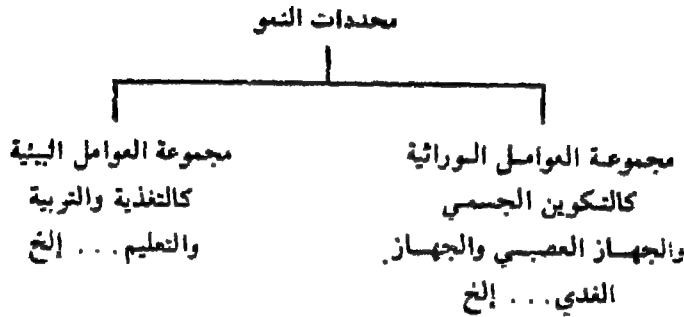 محددات النمو
مجموعة العوامل الوراثية
كالتكوين الجسمي
والجهاز العصبي والجهاز
الغدي... إلخ
مجموعة العوامل البيئية
كالتغذية والتربية
والتعليم... إلخ